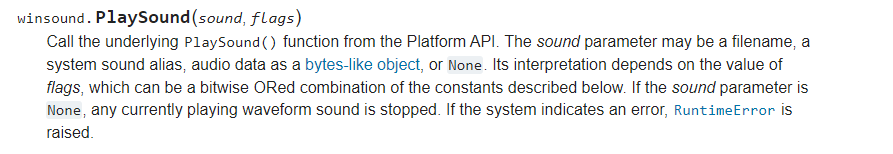 winsound.PlaySound(sound, flags)
Call the underlying PlaySound() function from the Platform API. The sound parameter may be a filename, a
system sound alias, audio data as a bytes-like object, or None. Its interpretation depends on the value of
flags, which can be a bitwise ORed combination of the constants described below. If the sound parameter is
None, any currently playing waveform sound is stopped. If the system indicates an error, RuntimeError is
raised.